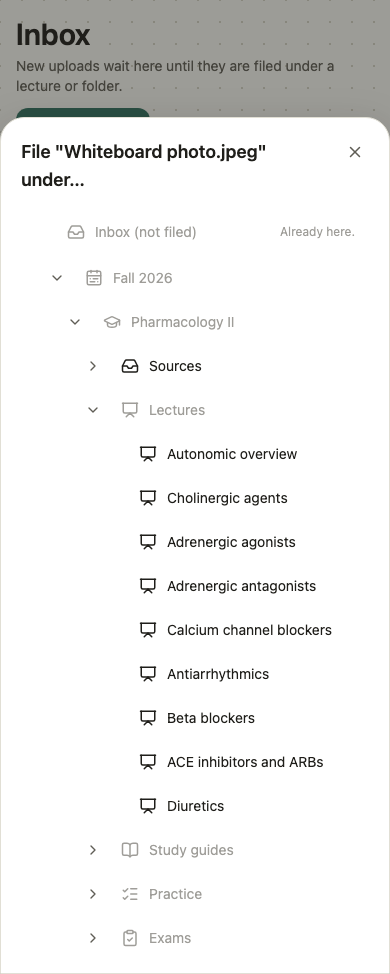 Inbox
New uploads wait here until they are filed under a
lecture or folder.
File "Whiteboard photo.jpeg"
under...
Inbox (not filed) Already here.
Fall 2026
Pharmacology II
Sources
Lectures
Autonomic overview
Cholinergic agents
Adrenergic agonists
Adrenergic antagonists
Calcium channel blockers
Antiarrhythmics
Beta blockers
ACE inhibitors and ARBs
Diuretics
Study guides
Practice
Exams